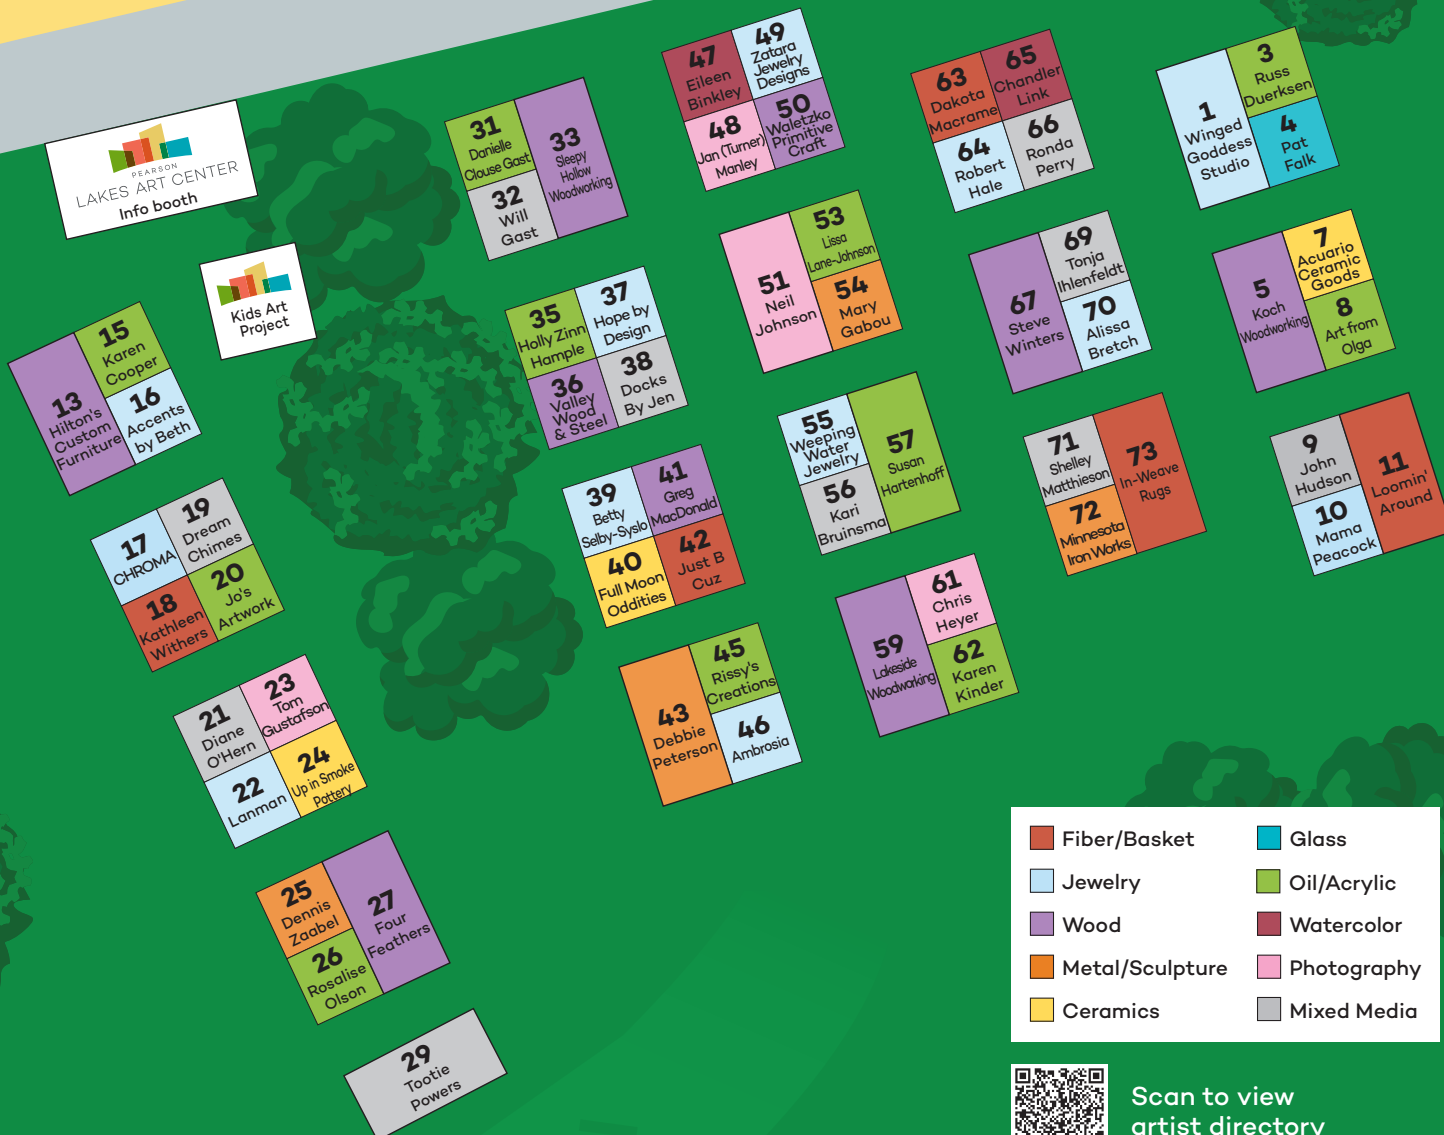 PEARSON
LAKES ART CENTER
Info booth
Kids Art
Project
13
Hilton's
Custom
Furniture
15
Karen
Cooper
16
Accents
by Beth
17
CHROMA
19
Dream
Chimes
18
Kathleen
Withers
20
Jo's
Artwork
21
Diane
O'Hern
23
Tom
Gustafson
22
Lanman
24
Up in Smoke
Pottery
25
Dennis
Zaabel
26
Rosalise
Olson
27
Four
Feathers
29
Tootie
Powers
31
Danielle
Clouse Gast
32
Will
Gast
33
Sleepy
Hollow
Woodworking
35
Holly Zinn
Hample
37
Hope by
Design
36
Valley
Wood
& Steel
38
Docks
By Jen
39
Betty
Selby-Syslo
41
Greg
MacDonald
40
Full Moon
Oddities
42
Just B
Cuz
43
Debbie
Peterson
45
Rissy's
Creations
46
Ambrosia
47
Eileen
Binkley
49
Zatara
Jewelry
Designs
48
Jan (Turner)
Manley
50
Waletzko
Primitive
Craft
51
Neil
Johnson
53
Lissa
Lane-Johnson
54
Mary
Gabou
55
Weeping
Water
Jewelry
56
Kari
Bruinsma
57
Susan
Hartenhoff
59
Lakeside
Woodworking
61
Chris
Heyer
62
Karen
Kinder
63
Dakota
Macrame
65
Chandler
Link
64
Robert
Hale
66
Ronda
Perry
67
Steve
Winters
69
Tonja
Ihlenfeldt
70
Alissa
Bretch
71
Shelley
Matthieson
72
Minnesota
Iron Works
73
In-Weave
Rugs
1
Winged
Goddess
Studio
3
Russ
Duerksen
4
Pat
Falk
5
Koch
Woodworking
7
Acuario
Ceramic
Goods
8
Art from
Olga
9
John
Hudson
10
Mama
Peacock
11
Loomin'
Around
Fiber/Basket
Jewelry
Wood
Metal/Sculpture
Ceramics
Glass
Oil/Acrylic
Watercolor
Photography
Mixed Media
Scan to view
artist directory